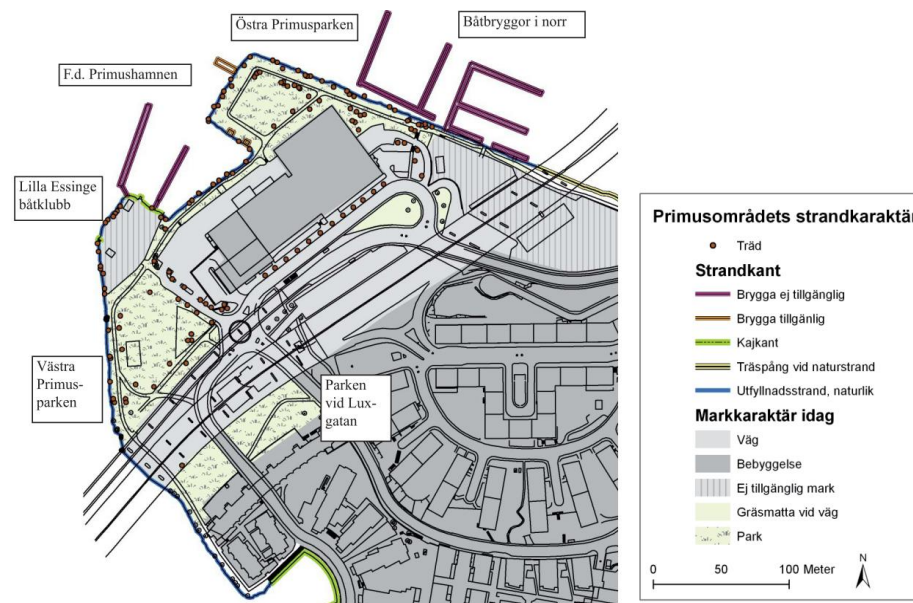 Östra Primusparken
Båtbryggor i norr
F.d. Primushamnen
Lilla Essinge
båtklubb
Västra
Primus-
parken
Parken
vid Lux-
gatan
Primusområdets strandkaraktär
Träd
Strandkant
Brygga ej tillgänglig
Brygga tillgänlig
Kajkant
Träspång vid naturstrand
Utfyllnadsstrand, naturlik
Markkaraktär idag
Väg
Bebyggelse
Ej tillgänglig mark
Gräsmatta vid väg
Park
N
0 50 100 Meter